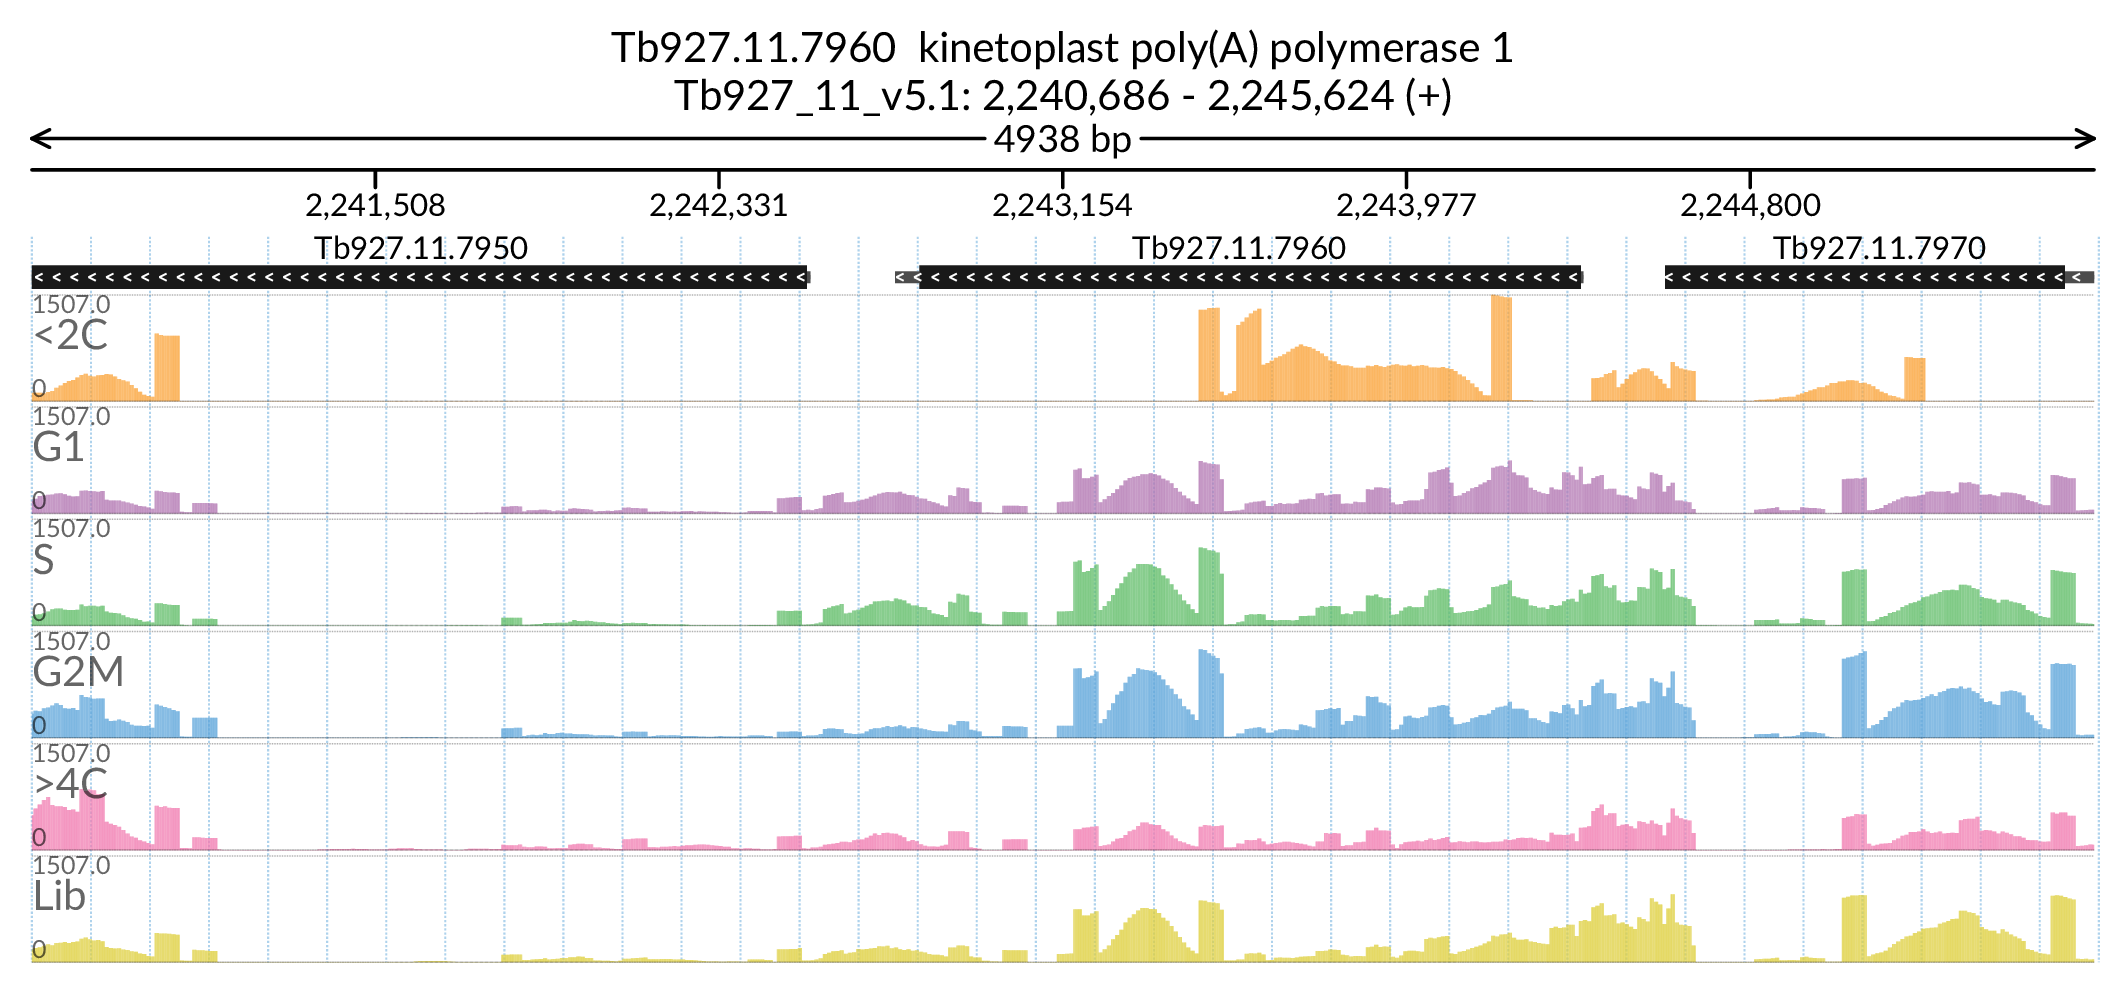 Tb927.11.7960  kinetoplast poly(A) polymerase 1
Tb927_11_v5.1: 2,240,686 - 2,245,624 (+)
4938 bp
2,241,508 2,242,331 2,243,154 2,243,977 2,244,800
Tb927.11.7950 Tb927.11.7960 Tb927.11.7970
1507.0
<2C
0
1507.0
G1
0
1507.0
S
0
1507.0
G2M
0
1507.0
>4C
0
1507.0
Lib
0